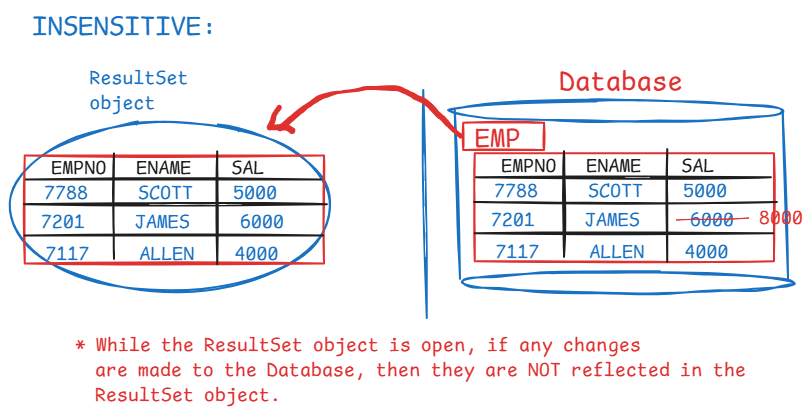 INSENSITIVE:
ResultSet
object
EMPNO ENAME SAL
7788 SCOTT 5000
7201 JAMES 6000
7117 ALLEN 4000
Database
EMP
EMPNO ENAME SAL
7788 SCOTT 5000
7201 JAMES 6000 8000
7117 ALLEN 4000
* While the ResultSet object is open, if any changes
are made to the Database, then they are NOT reflected in the
ResultSet object.